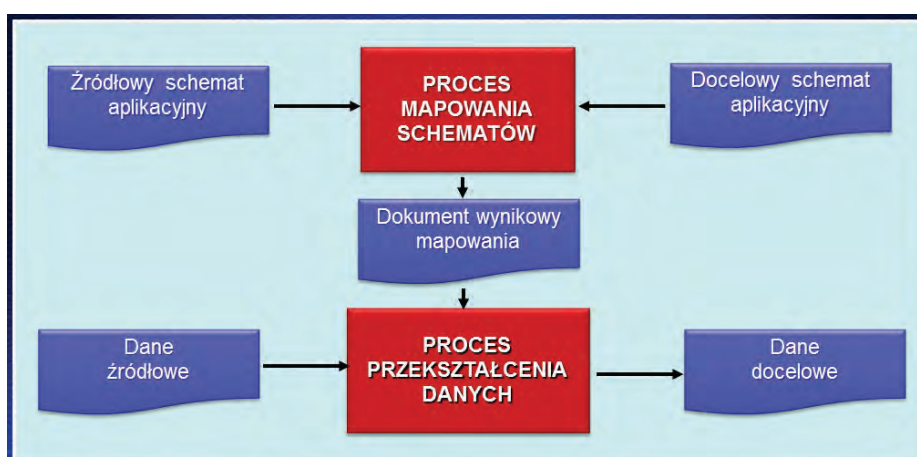 Źródłowy schemat
aplikacyjny
PROCES
MAPOWANIA
SCHEMATÓW
Docelowy schemat
aplikacyjny
Dokument wynikowy
mapowania
Dane
źródłowe
PROCES
PRZEKSZTAŁCENIA
DANYCH
Dane
docelowe